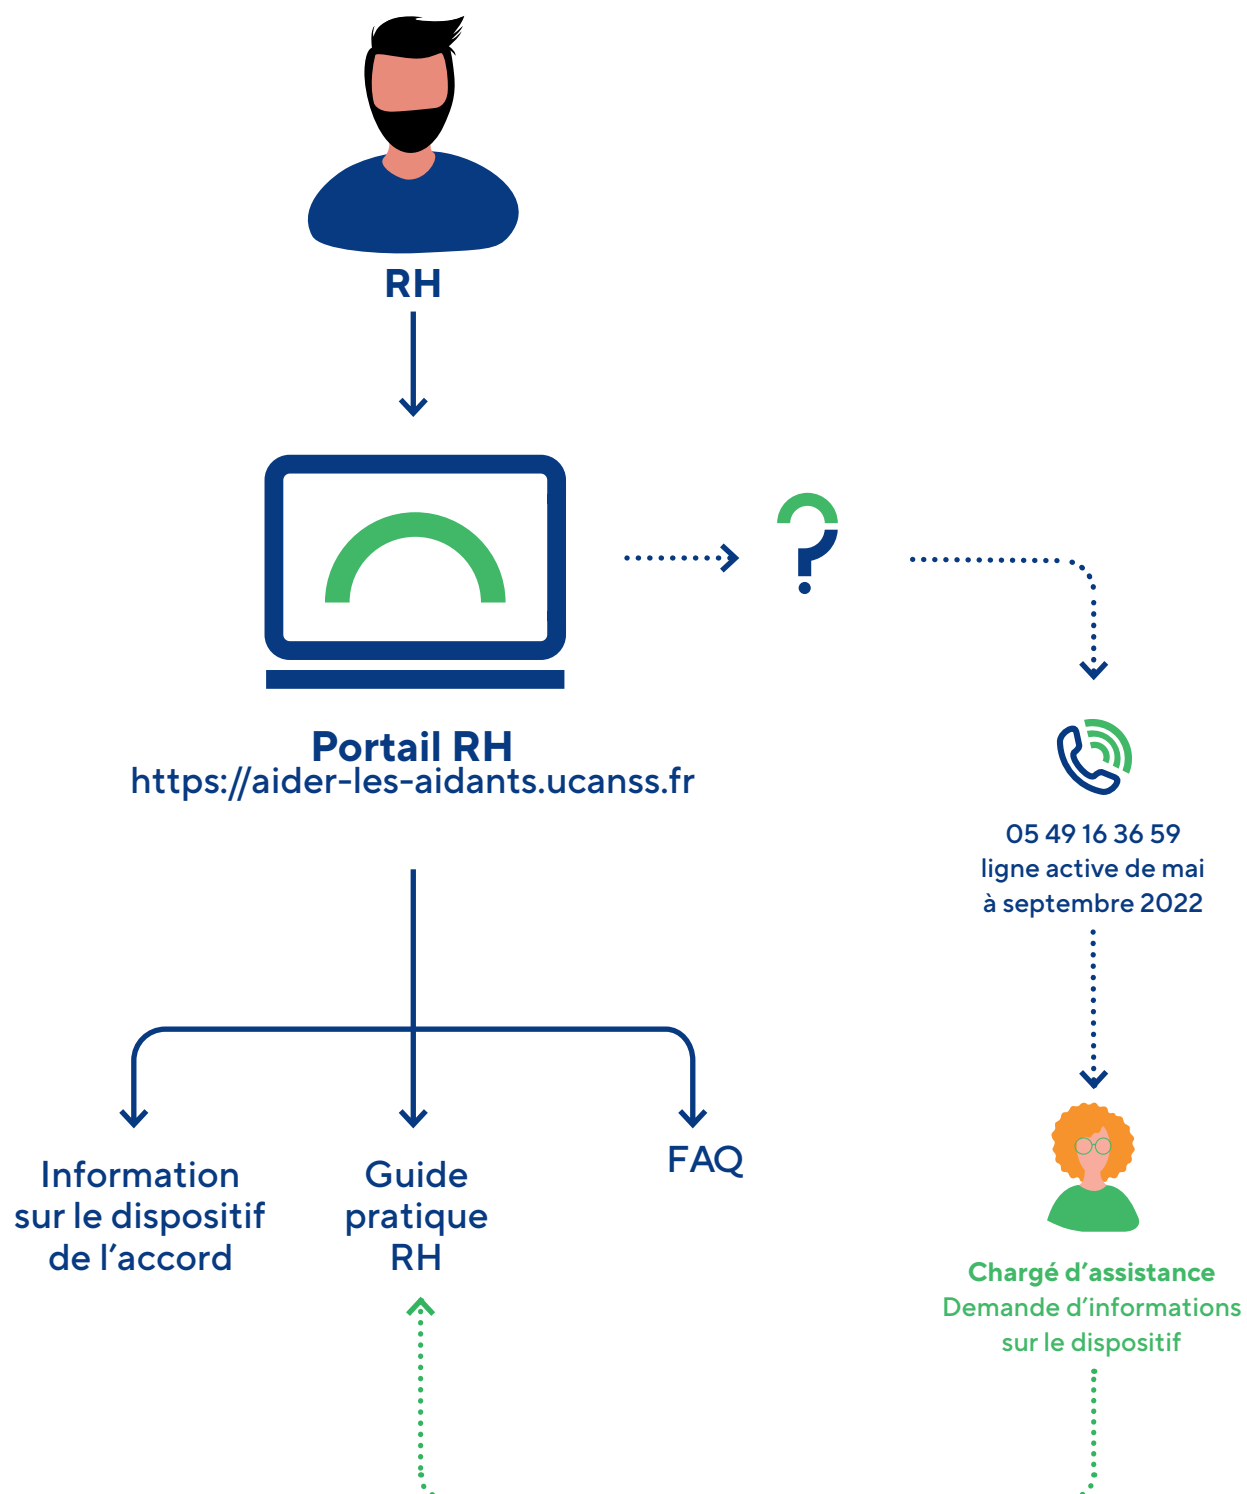 RH
Portail RH
https://aider-les-aidants.ucanss.fr
05 49 16 36 59
ligne active de mai
à septembre 2022
Information
sur le dispositif
de l’accord
Guide
pratique
RH
FAQ
Chargé d’assistance
Demande d’informations
sur le dispositif